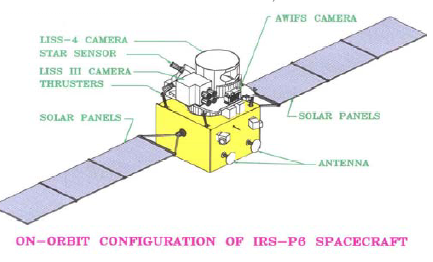 AWIFS CAMERA
LISS-4 CAMERA
STAR SENSOR
LISS III CAMERA
THRUSTERS
SOLAR PANELS
SOLAR PANELS
ANTENNA
ON-ORBIT CONFIGURATION OF IRS-P6 SPACECRAFT